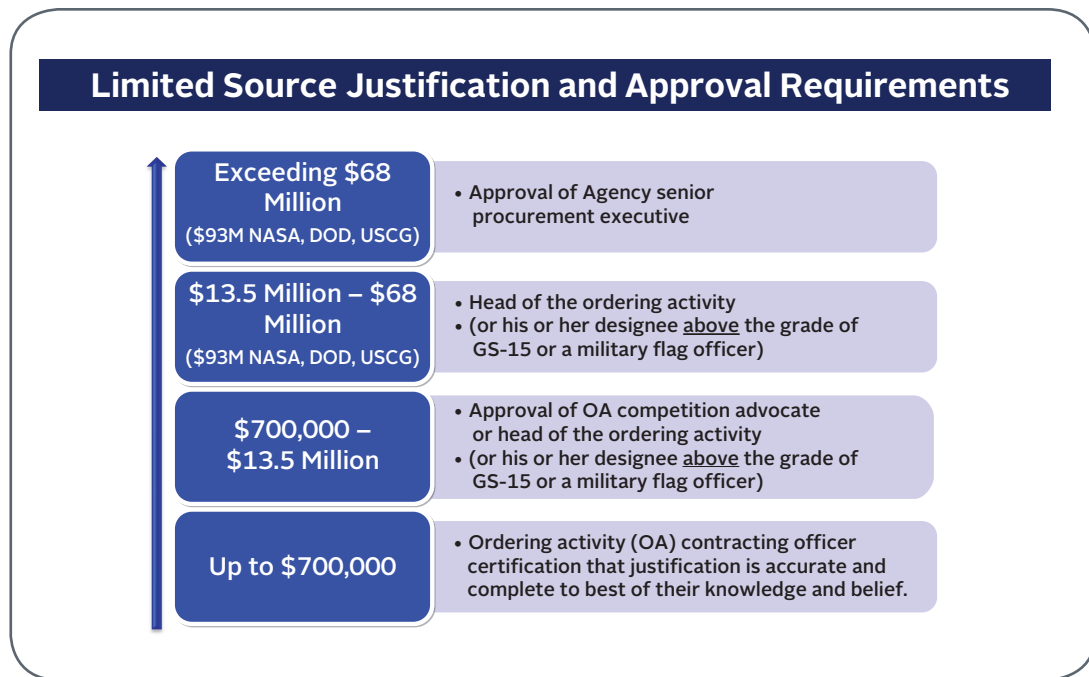 Limited Source Justification and Approval Requirements
Exceeding $68
Million
($93M NASA, DOD, USCG)
• Approval of Agency senior
procurement executive
$13.5 Million – $68
Million
($93M NASA, DOD, USCG)
• Head of the ordering activity
• (or his or her designee above the grade of
GS-15 or a military flag officer)
$700,000 –
$13.5 Million
• Approval of OA competition advocate
or head of the ordering activity
• (or his or her designee above the grade of
GS-15 or a military flag officer)
Up to $700,000
• Ordering activity (OA) contracting officer
certification that justification is accurate and
complete to best of their knowledge and belief.